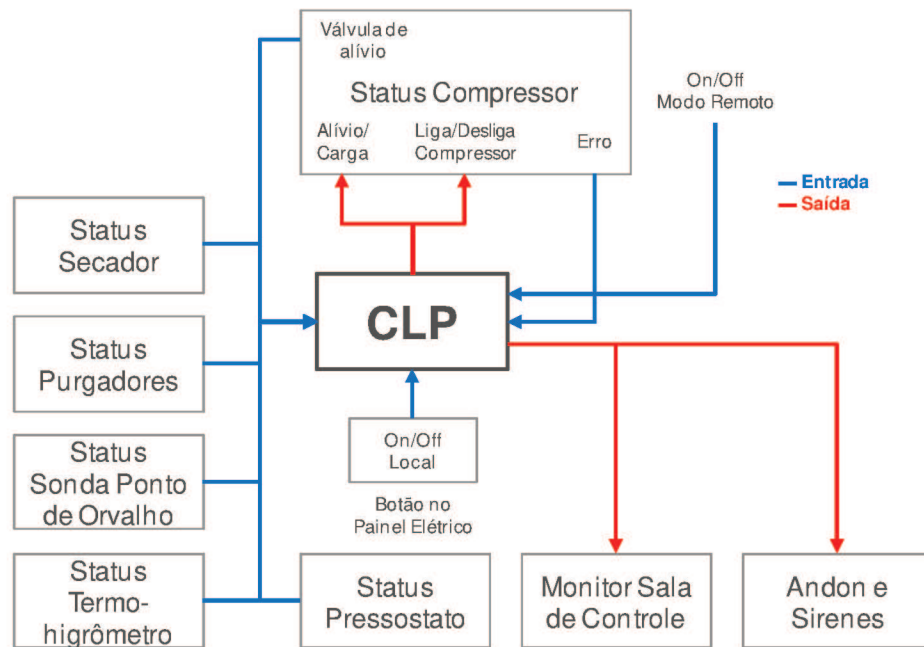 Válvula de
alívio
Status Compressor
Alívio/
Carga
Liga/Desliga
Compressor
Erro
On/Off
Modo Remoto
Entrada
Saída
Status
Secador
CLP
Status
Purgadores
On/Off
Local
Botão no
Painel Elétrico
Status
Sonda Ponto
de Orvalho
Status
Termo-
higrômetro
Status
Pressostato
Monitor Sala
de Controle
Andon e
Sirenes